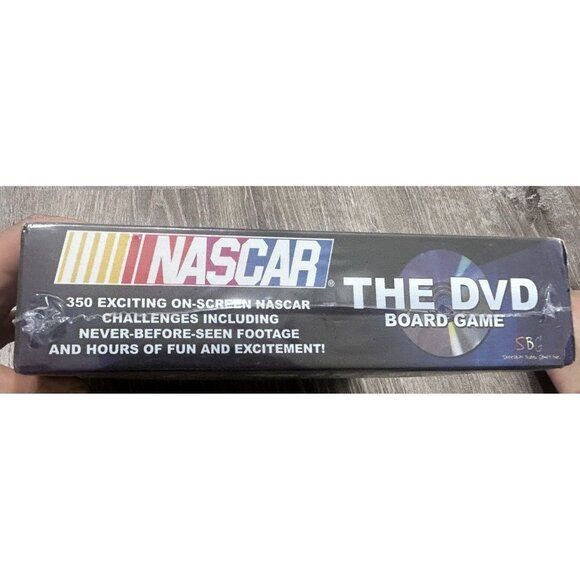 NASCAR®
350 EXCITING ON-SCREEN NASCAR
CHALLENGES INCLUDING
NEVER-BEFORE-SEEN FOOTAGE
AND HOURS OF FUN AND EXCITEMENT!
THE DVD
BOARD GAME
SBG